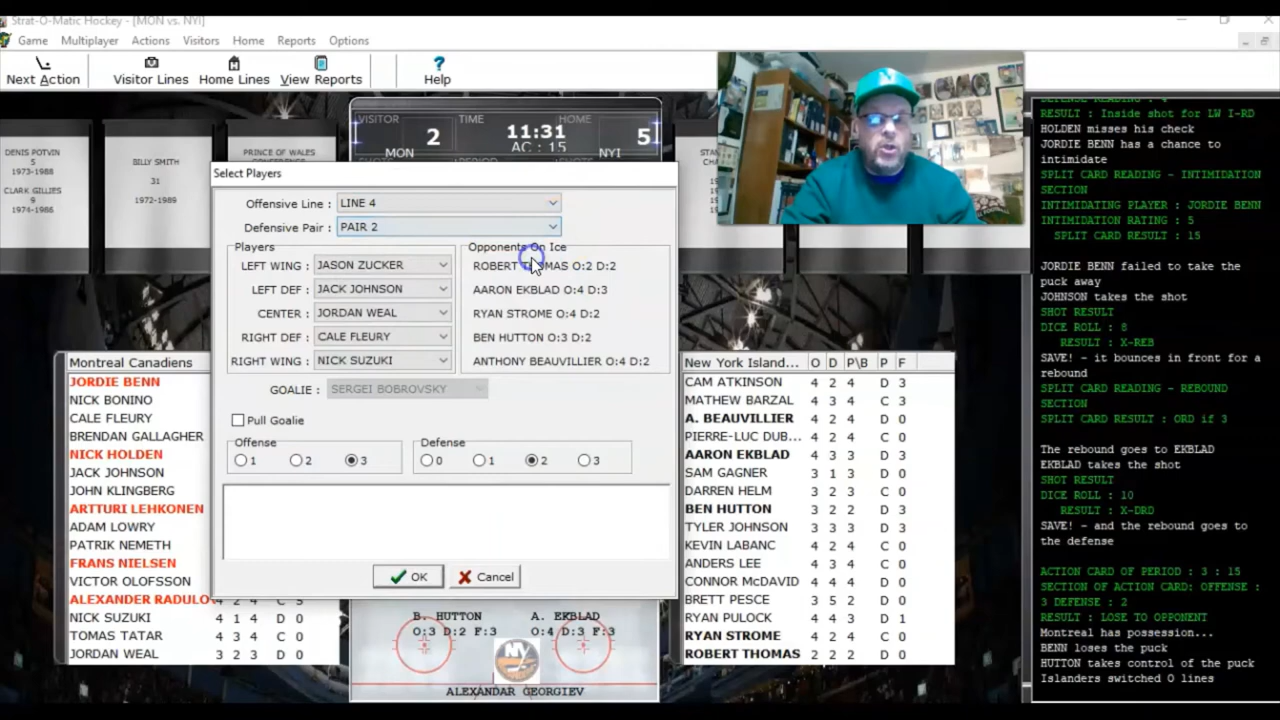 Strat-O-Matic Hockey - [MON vs. NYI]
Game Multiplayer Actions Visitors Home Reports Options
Next Action Visitor Lines Home Lines View Reports Help
DENIS POTVIN
5
1973-1988
CLARK GILLIES
9
1974-1986
BILLY SMITH
31
1972-1989
PRINCE OF WALES
VISITOR TIME HOME
2 11:31 5
MON AC : 15 NYI
Select Players
Offensive Line : LINE 4
Defensive Pair : PAIR 2
Players
LEFT WING : JASON ZUCKER
LEFT DEF : JACK JOHNSON
CENTER : JORDAN WEAL
RIGHT DEF : CALE FLEURY
RIGHT WING : NICK SUZUKI
Opponents On Ice
ROBERT THOMAS O:2 D:2
AARON EKBLAD O:4 D:3
RYAN STROME O:4 D:2
BEN HUTTON O:3 D:2
ANTHONY BEAUVILLIER O:4 D:2
GOALIE : SERGEI BOBROVSKY
Pull Goalie
Offense
1 2 3
Defense
0 1 2 3
OK Cancel
Montreal Canadiens
JORDIE BENN
NICK BONINO
CALE FLEURY
BRENDAN GALLAGHER
NICK HOLDEN
JACK JOHNSON
JOHN KLINGBERG
ARTTURI LEHKONEN
ADAM LOWRY
PATRIK NEMETH
FRANS NIELSEN
VICTOR OLOFSSON
ALEXANDER RADULOV 4 2 4 C S
NICK SUZUKI 4 1 4 D 0
TOMAS TATAR 4 3 4 D 0
JORDAN WEAL 3 2 3 D 0
HUTTON A. EKBLAD
O:3 D:2 F:3 O:4 D:3 F:3
NY
ALEXANDAR GEORGIEV
New York Island... O D P\B P F
CAM ATKINSON 4 2 4 D 3
MATHEW BARZAL 4 3 4 C 3
A. BEAUVILLIER 4 2 4 D 0
PIERRE-LUC DUB... 4 2 4 C 0
AARON EKBLAD 4 3 3 D 3
SAM GAGNER 3 1 3 D 0
DARREN HELM 3 2 3 C 0
BEN HUTTON 3 2 2 D 3
TYLER JOHNSON 3 2 3 D 0
KEVIN LABANC 4 2 4 C 0
ANDERS LEE 4 2 3 C 0
CONNOR McDAVID 4 4 4 D 0
BRETT PESCE 3 5 2 D 0
RYAN PULOCK 4 4 3 D 1
RYAN STROME 4 2 4 C 0
ROBERT THOMAS 2 2 2 D 0
RESULT : Inside shot for LW I-RD
HOLDEN misses his check
JORDIE BENN has a chance to
intimidate
SPLIT CARD READING - INTIMIDATION
SECTION
INTIMIDATING PLAYER : JORDIE BENN
INTIMIDATION RATING : 5
SPLIT CARD RESULT : 15
JORDIE BENN failed to take the
puck away
JOHNSON takes the shot
SHOT RESULT
DICE ROLL : 8
RESULT : X-REB
SAVE! - it bounces in front for a
rebound
SPLIT CARD READING - REBOUND
SECTION
SPLIT CARD RESULT : ORD if 3
The rebound goes to EKBLAD
EKBLAD takes the shot
SHOT RESULT
DICE ROLL : 10
RESULT : X-DRD
SAVE! - and the rebound goes to
the defense
ACTION CARD OF PERIOD : 3 : 15
SECTION OF ACTION CARD: OFFENSE :
3 DEFENSE : 2
RESULT : LOSE TO OPPONENT
Montreal has possession...
BENN loses the puck
HUTTON takes control of the puck
Islanders switched O lines